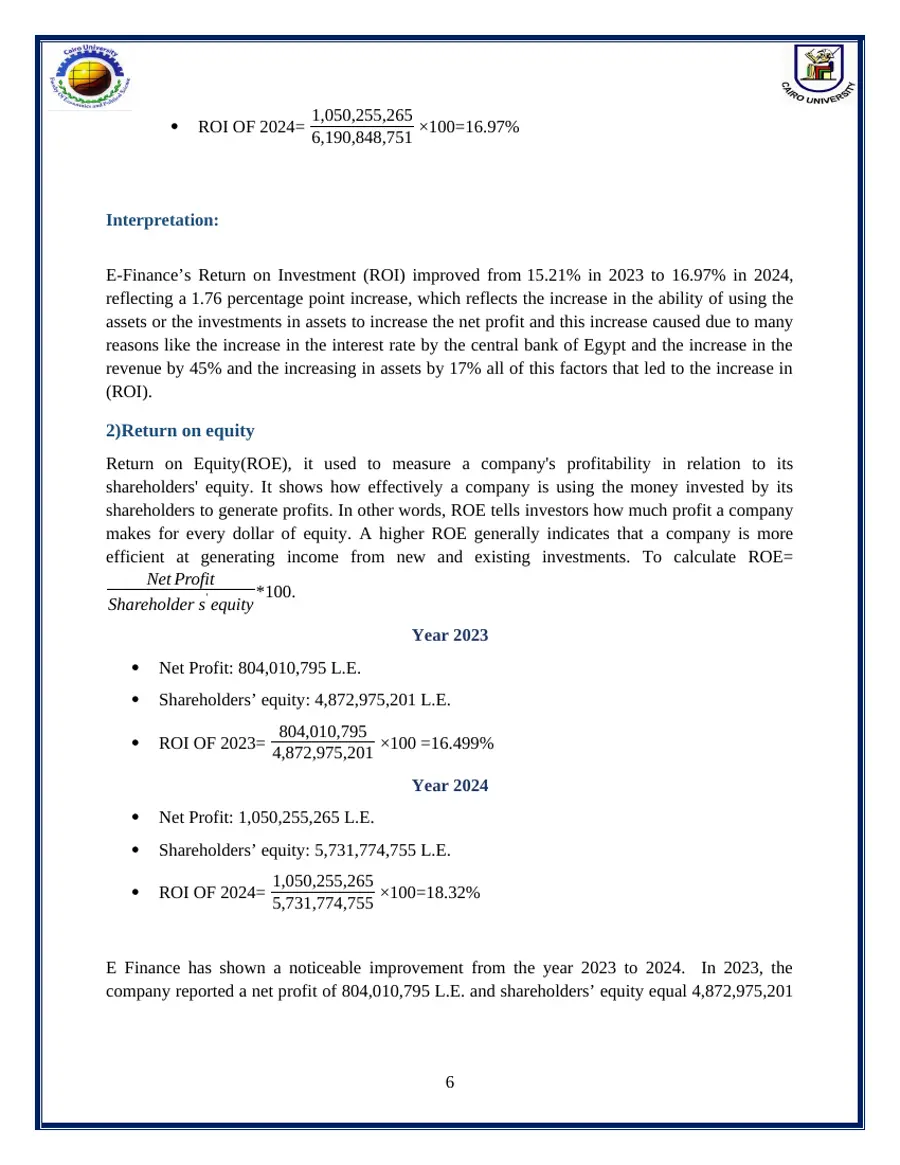 Cairo University
Faculty Of Economics and Political Science
CAIRO UNIVERSITY
• ROI OF 2024= 1,050,255,265 / 6,190,848,751 ×100=16.97%
Interpretation:
E-Finance’s Return on Investment (ROI) improved from 15.21% in 2023 to 16.97% in 2024,
reflecting a 1.76 percentage point increase, which reflects the increase in the ability of using the
assets or the investments in assets to increase the net profit and this increase caused due to many
reasons like the increase in the interest rate by the central bank of Egypt and the increase in the
revenue by 45% and the increasing in assets by 17% all of this factors that led to the increase in
(ROI).
2)Return on equity
Return on Equity(ROE), it used to measure a company's profitability in relation to its
shareholders' equity. It shows how effectively a company is using the money invested by its
shareholders to generate profits. In other words, ROE tells investors how much profit a company
makes for every dollar of equity. A higher ROE generally indicates that a company is more
efficient at generating income from new and existing investments. To calculate ROE=
Net Profit / Shareholder s' equity *100.
Year 2023
• Net Profit: 804,010,795 L.E.
• Shareholders’ equity: 4,872,975,201 L.E.
• ROI OF 2023= 804,010,795 / 4,872,975,201 ×100 =16.499%
Year 2024
• Net Profit: 1,050,255,265 L.E.
• Shareholders’ equity: 5,731,774,755 L.E.
• ROI OF 2024= 1,050,255,265 / 5,731,774,755 ×100=18.32%
E Finance has shown a noticeable improvement from the year 2023 to 2024. In 2023, the
company reported a net profit of 804,010,795 L.E. and shareholders’ equity equal 4,872,975,201
6